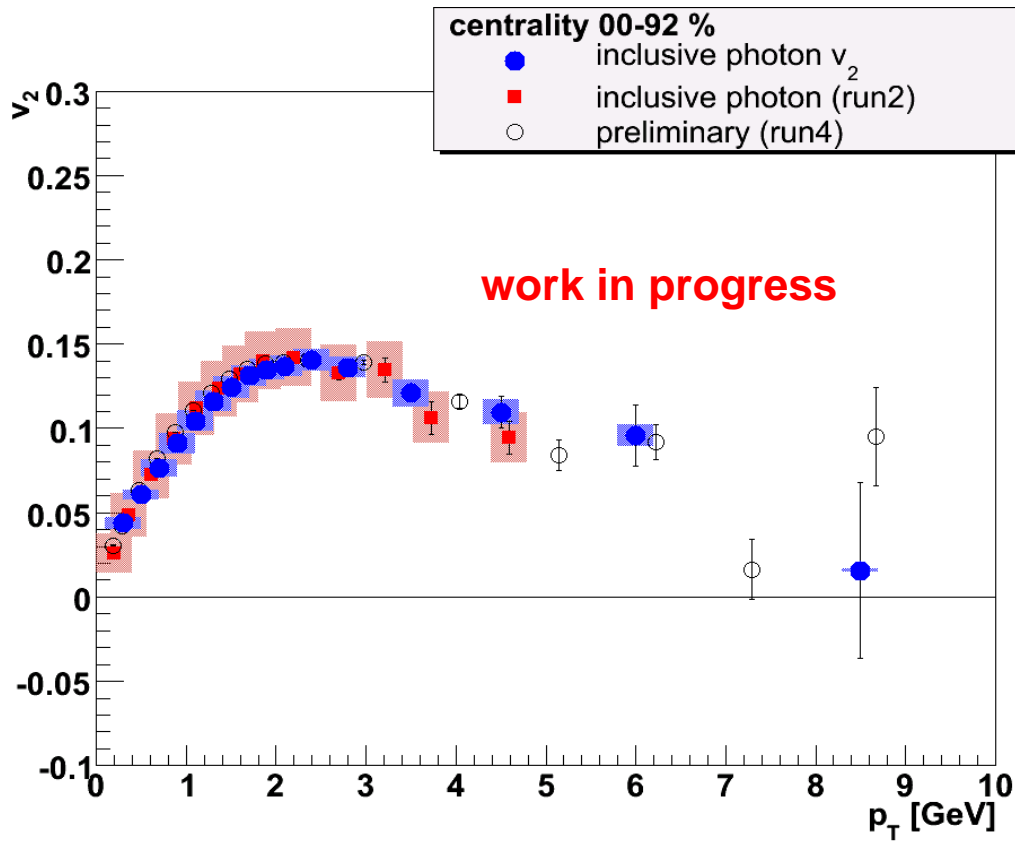 centrality 00-92 %
inclusive photon v2
inclusive photon (run2)
preliminary (run4)
v2
0.3
0.25
0.2
work in progress
0.15
0.1
0.05
0
-0.05
-0.1
0 1 2 3 4 5 6 7 8 9 10
pT [GeV]